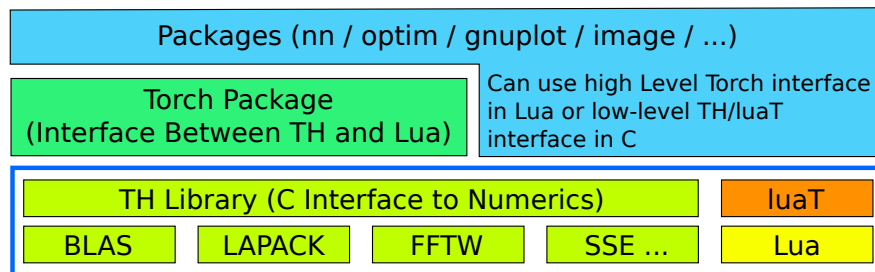 Packages (nn / optim / gnuplot / image / ...)
Torch Package
(Interface Between TH and Lua)
Can use high Level Torch interface
in Lua or low-level TH/luaT
interface in C
TH Library (C Interface to Numerics)
luaT
BLAS
LAPACK
FFTW
SSE ...
Lua